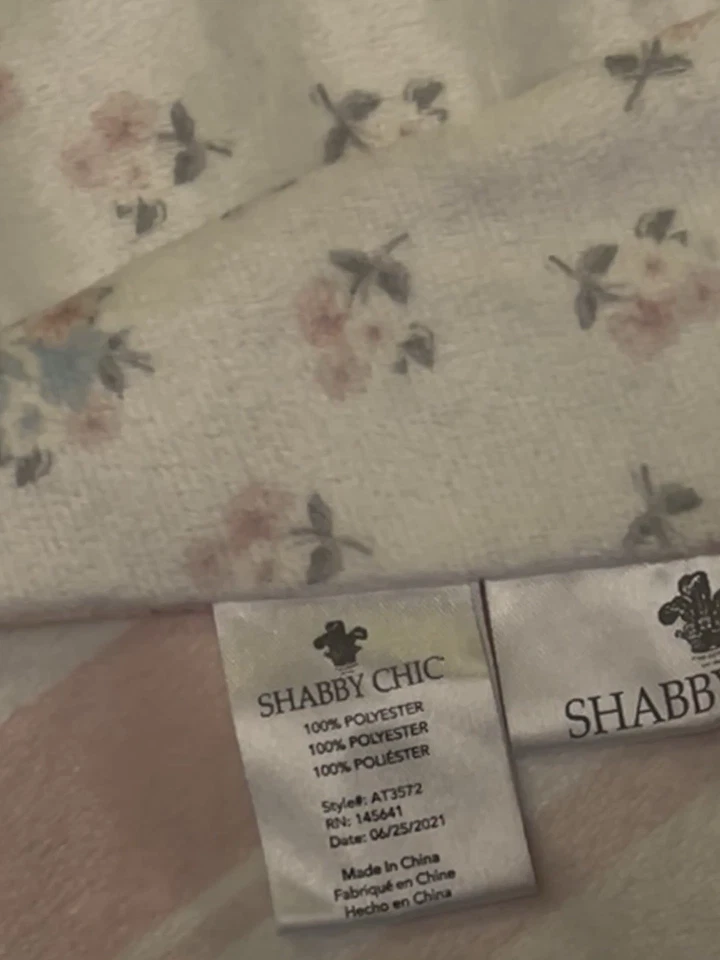 SHABBY CHIC
100% POLYESTER
100% POLYESTER
100% POLIÉSTER
Style#: AT3572
RN: 145641
Date: 06/25/2021
Made In China
Fabriqué en Chine
Hecho en China
SHABBY